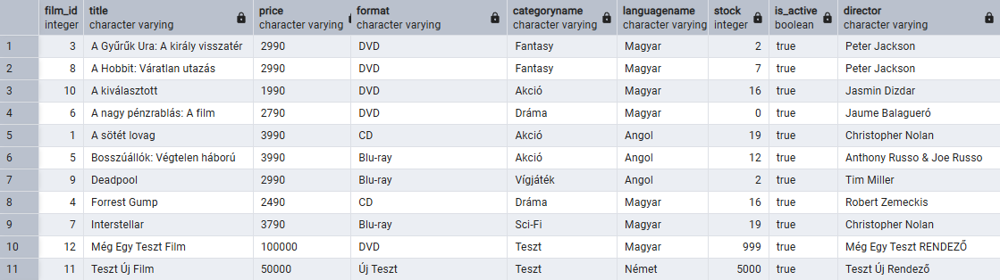 film_id title price format categoryname languagename stock is_active director
integer character varying character varying character varying character varying character varying integer boolean character varying
1 3 A Gyűrűk Ura: A király visszatér 2990 DVD Fantasy Magyar 2 true Peter Jackson
2 8 A Hobbit: Váratlan utazás 2990 DVD Fantasy Magyar 7 true Peter Jackson
3 10 A kiválasztott 1990 DVD Akció Magyar 16 true Jasmin Dizdar
4 6 A nagy pénzrablás: A film 2790 DVD Dráma Magyar 0 true Jaume Balagueró
5 1 A sötét lovag 3990 CD Akció Angol 19 true Christopher Nolan
6 5 Bosszúállók: Végtelen háború 3990 Blu-ray Akció Angol 12 true Anthony Russo & Joe Russo
7 9 Deadpool 2990 Blu-ray Vígjáték Angol 2 true Tim Miller
8 4 Forrest Gump 2490 CD Dráma Magyar 16 true Robert Zemeckis
9 7 Interstellar 3790 Blu-ray Sci-Fi Magyar 19 true Christopher Nolan
10 12 Még Egy Teszt Film 100000 DVD Teszt Magyar 999 true Még Egy Teszt RENDEZŐ
11 11 Teszt Új Film 50000 Új Teszt Teszt Német 5000 true Teszt Új Rendező